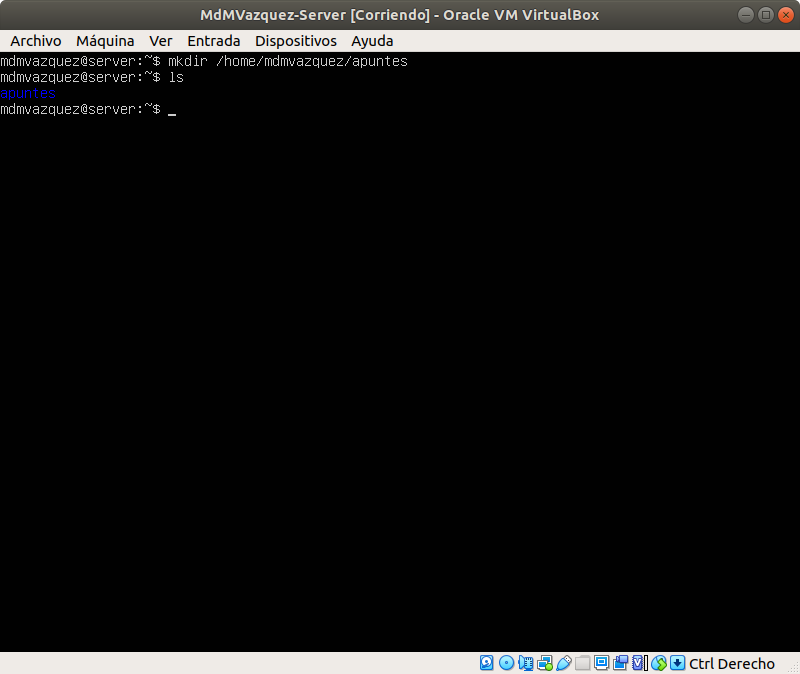 MdMVazquez-Server [Corriendo] - Oracle VM VirtualBox
Archivo Máquina Ver Entrada Dispositivos Ayuda
mdmvazquez@server:~$ mkdir /home/mdmvazquez/apuntes
mdmvazquez@server:~$ ls
apuntes
mdmvazquez@server:~$ _
Ctrl Derecho